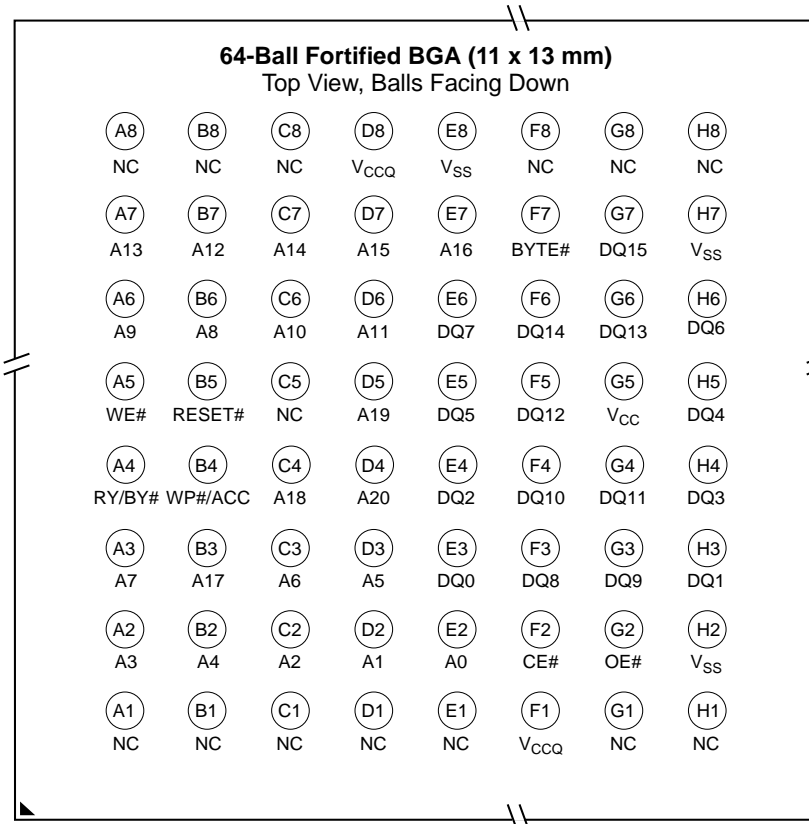 64-Ball Fortified BGA (11 x 13 mm)
Top View, Balls Facing Down
A8 B8 C8 D8 E8 F8 G8 H8
NC NC NC VCCQ VSS NC NC NC
A7 B7 C7 D7 E7 F7 G7 H7
A13 A12 A14 A15 A16 BYTE# DQ15 VSS
A6 B6 C6 D6 E6 F6 G6 H6
A9 A8 A10 A11 DQ7 DQ14 DQ13 DQ6
A5 B5 C5 D5 E5 F5 G5 H5
WE# RESET# NC A19 DQ5 DQ12 VCC DQ4
A4 B4 C4 D4 E4 F4 G4 H4
RY/BY# WP#/ACC A18 A20 DQ2 DQ10 DQ11 DQ3
A3 B3 C3 D3 E3 F3 G3 H3
A7 A17 A6 A5 DQ0 DQ8 DQ9 DQ1
A2 B2 C2 D2 E2 F2 G2 H2
A3 A4 A2 A1 A0 CE# OE# VSS
A1 B1 C1 D1 E1 F1 G1 H1
NC NC NC NC NC VCCQ NC NC